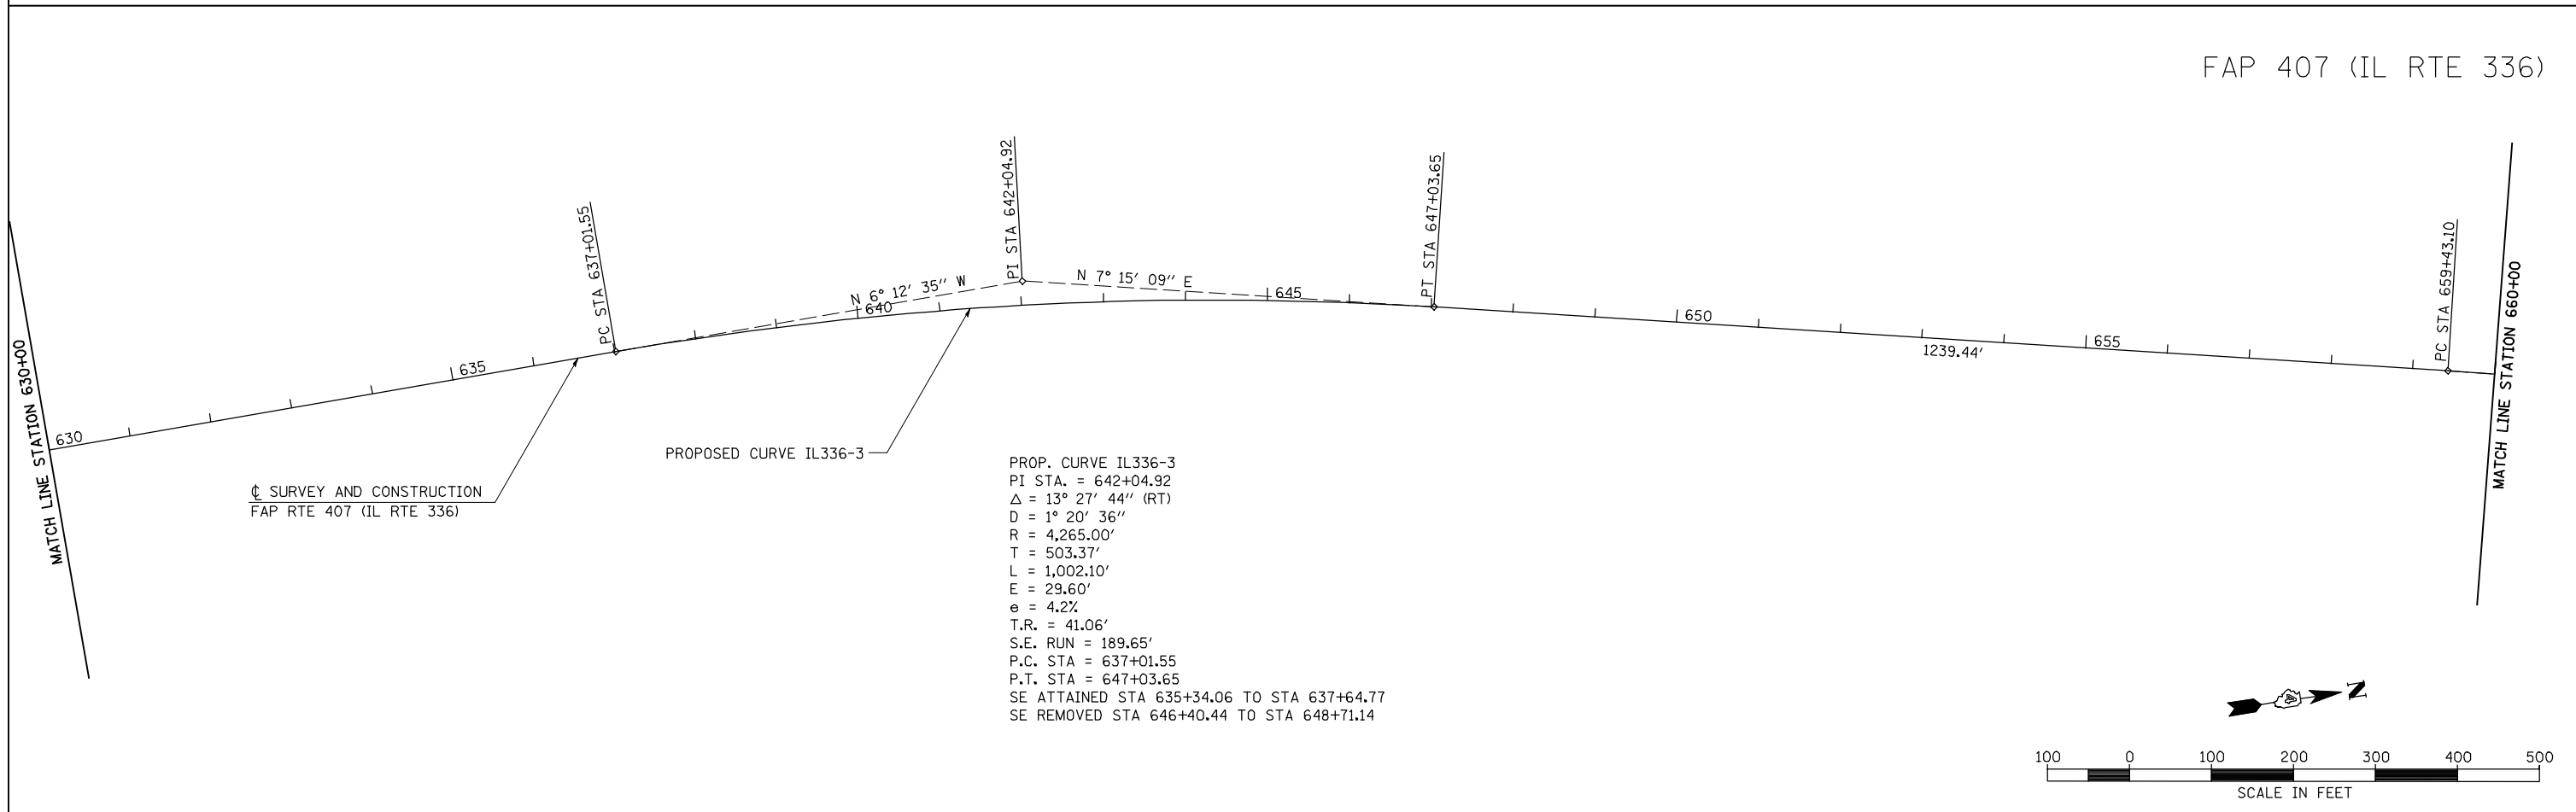 FAP 407 (IL RTE 336)
MATCH LINE STATION 630+00
630
635
PC STA 637+01.55
N 6° 12′ 35″ W
640
PI STA 642+04.92
N 7° 15′ 09″ E
645
PT STA 647+03.65
650
1239.44′
655
PC STA 659+43.10
MATCH LINE STATION 660+00
℄ SURVEY AND CONSTRUCTION
FAP RTE 407 (IL RTE 336)
PROPOSED CURVE IL336-3
PROP. CURVE IL336-3
PI STA. = 642+04.92
Δ = 13° 27′ 44″ (RT)
D = 1° 20′ 36″
R = 4,265.00′
T = 503.37′
L = 1,002.10′
E = 29.60′
e = 4.2%
T.R. = 41.06′
S.E. RUN = 189.65′
P.C. STA = 637+01.55
P.T. STA = 647+03.65
SE ATTAINED STA 635+34.06 TO STA 637+64.77
SE REMOVED STA 646+40.44 TO STA 648+71.14
N
100 0 100 200 300 400 500
SCALE IN FEET